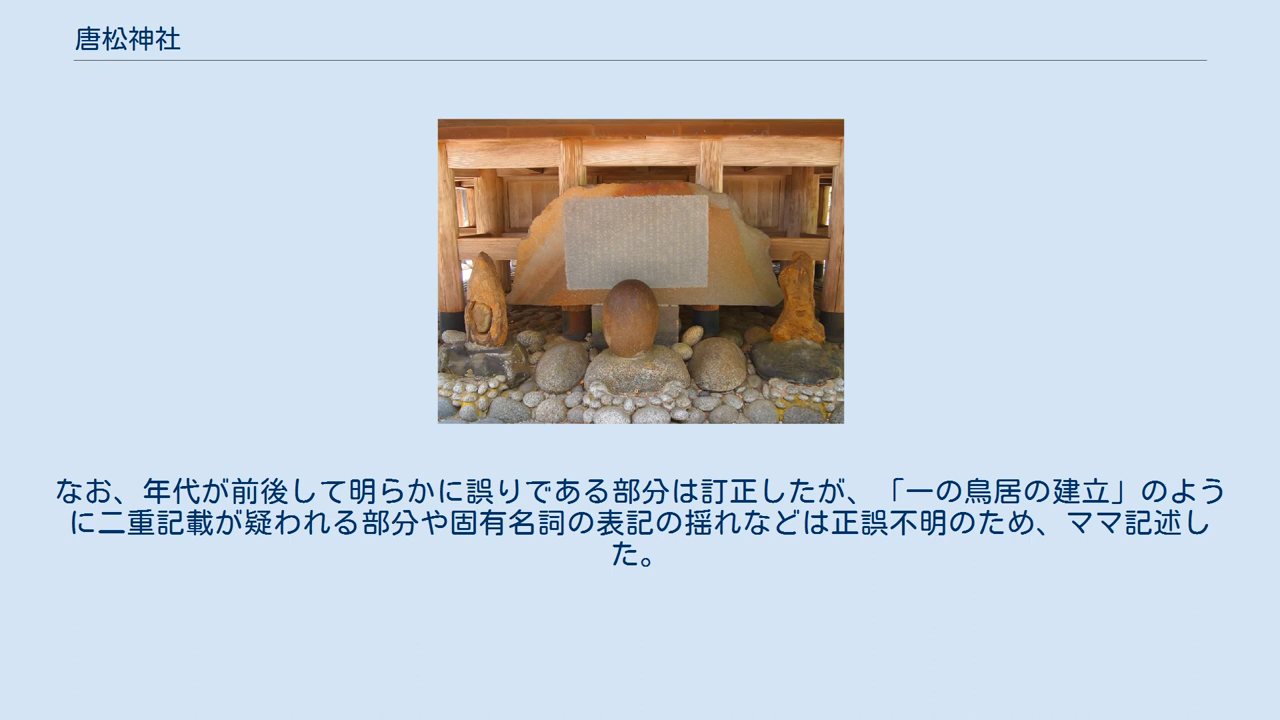 唐松神社
なお、年代が前後して明らかに誤りである部分は訂正したが、「一の鳥居の建立」のよう
に二重記載が疑われる部分や固有名詞の表記の揺れなどは正誤不明のため、ママ記述し
た。